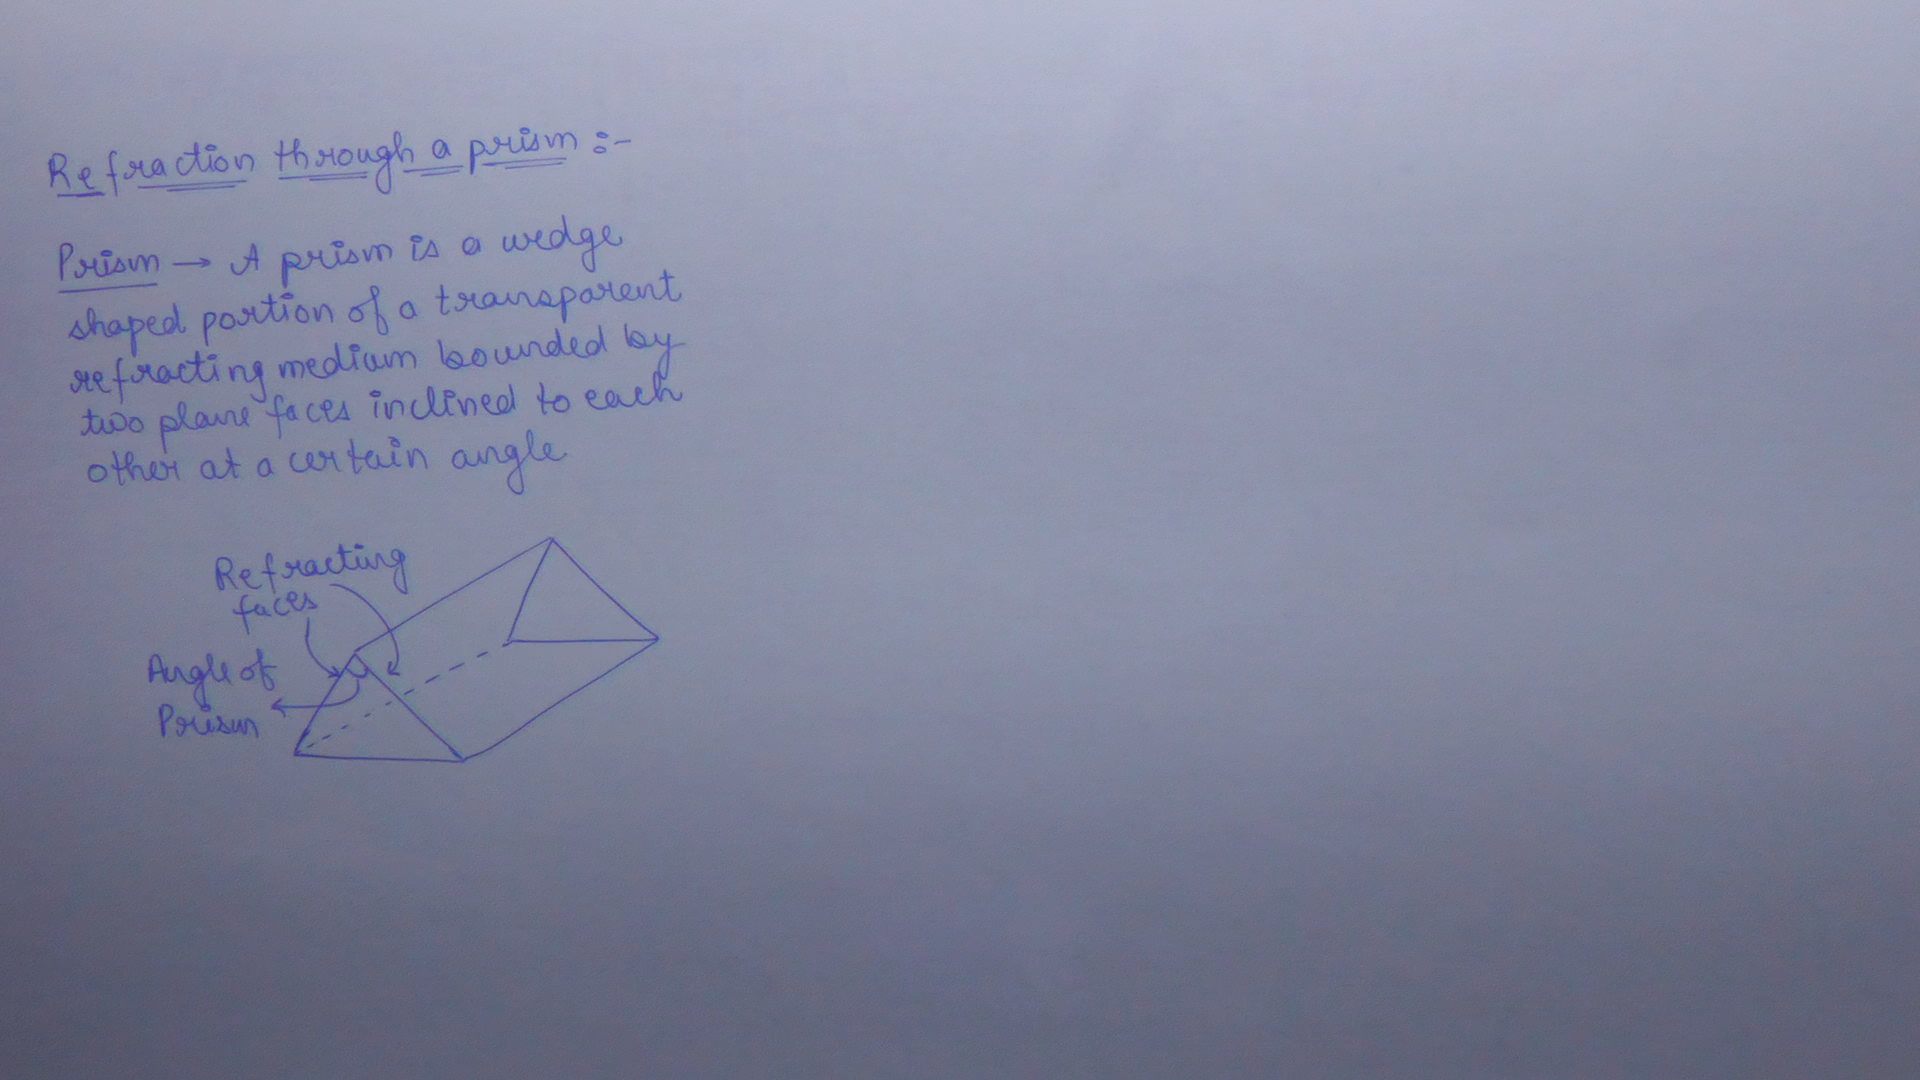 Refraction through a prism :-
Prism → A prism is a wedge
shaped portion of a transparent
refracting medium bounded by
two plane faces inclined to each
other at a certain angle
Refracting
faces
Angle of
Prism